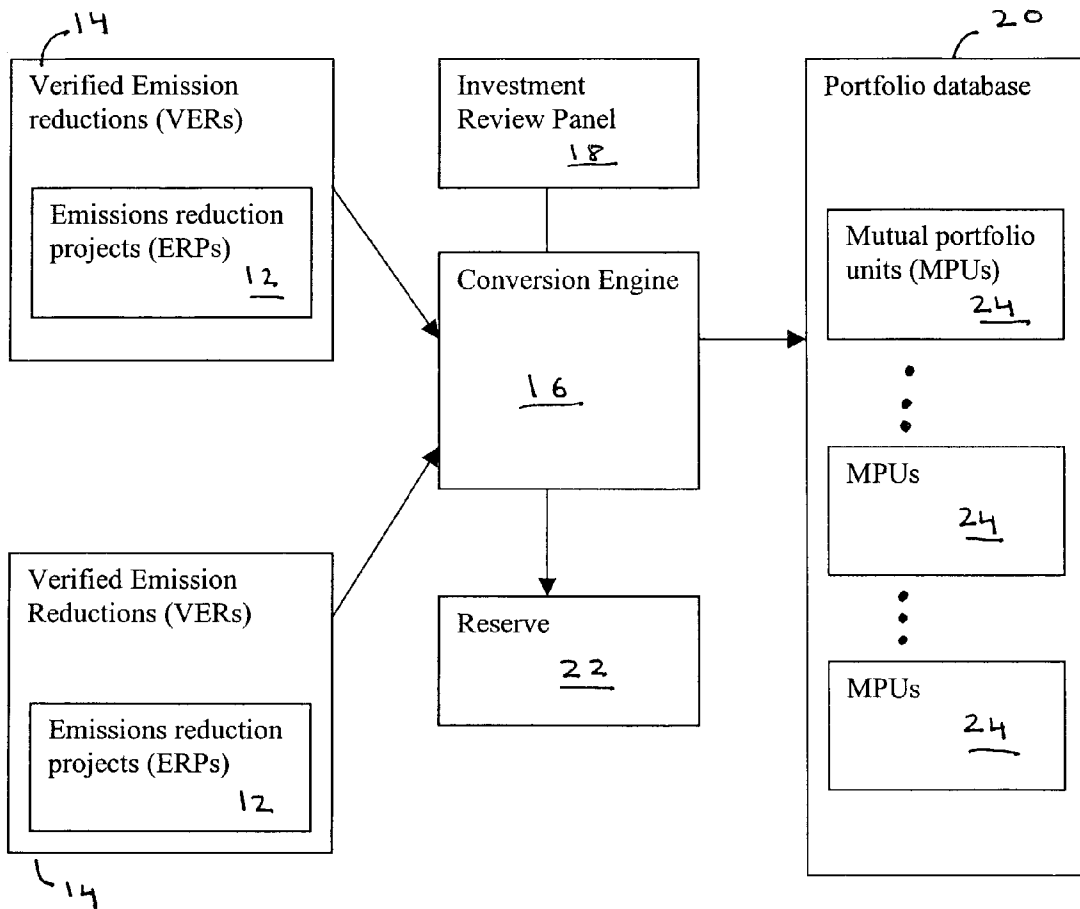 14
Verified Emission
reductions (VERs)
Emissions reduction
projects (ERPs)
12
Investment
Review Panel
18
Conversion Engine
16
Reserve
22
20
Portfolio database
Mutual portfolio
units (MPUs)
24
MPUs
24
MPUs
24
Verified Emission
Reductions (VERs)
Emissions reduction
projects (ERPs)
12
14